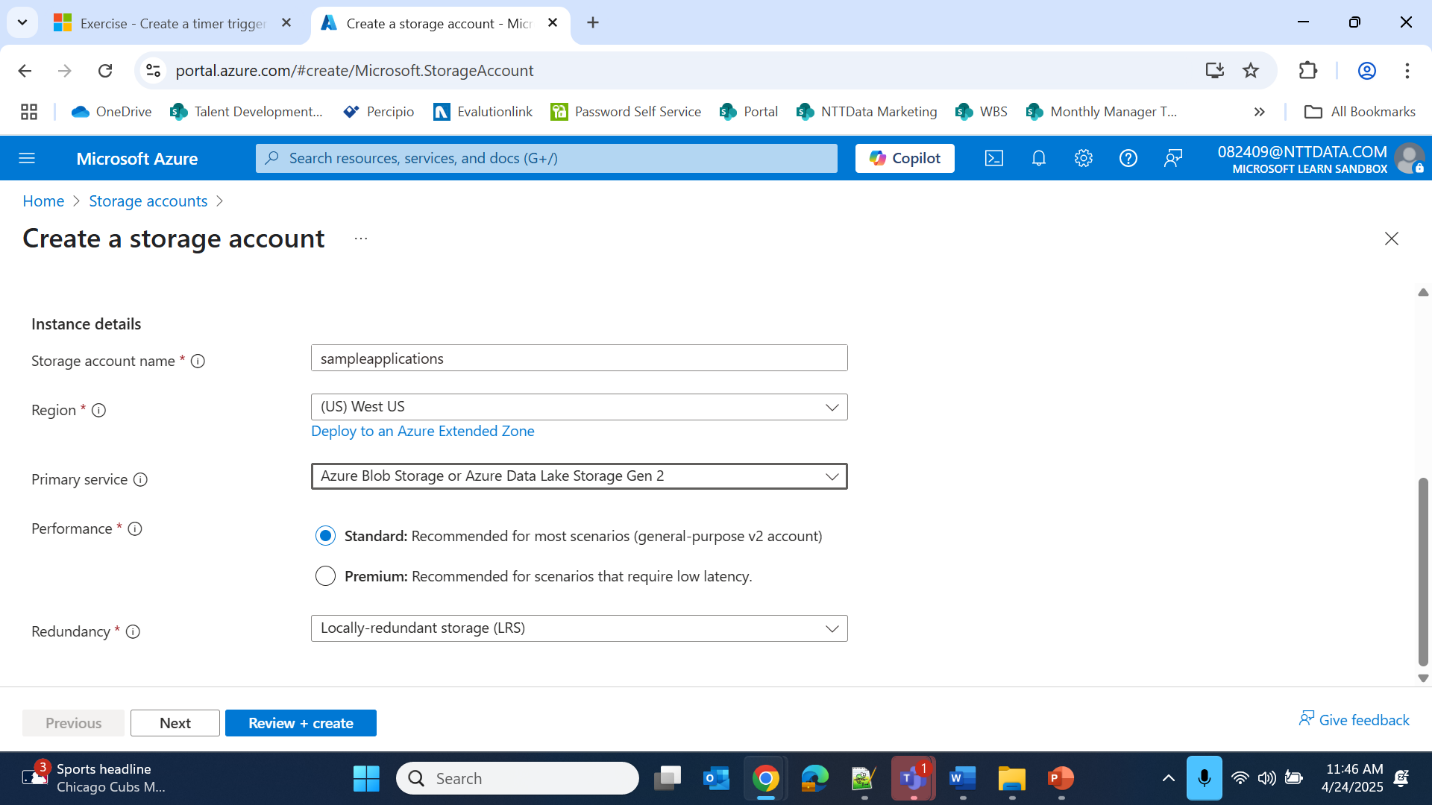 Exercise - Create a timer trigger
Create a storage account - Micr
portal.azure.com/#create/Microsoft.StorageAccount
OneDrive
Talent Development...
Percipio
Evalutionlink
Password Self Service
Portal
NTTData Marketing
WBS
Monthly Manager T...
All Bookmarks
Microsoft Azure
Search resources, services, and docs (G+/)
Copilot
082409@NTTDATA.COM
MICROSOFT LEARN SANDBOX
Home > Storage accounts >
Create a storage account ...
Instance details
Storage account name *
sampleapplications
Region *
(US) West US
Deploy to an Azure Extended Zone
Primary service
Azure Blob Storage or Azure Data Lake Storage Gen 2
Performance *
Standard: Recommended for most scenarios (general-purpose v2 account)
Premium: Recommended for scenarios that require low latency.
Redundancy *
Locally-redundant storage (LRS)
Previous
Next
Review + create
Give feedback
3
Sports headline
Chicago Cubs M...
Search
1
11:46 AM
4/24/2025